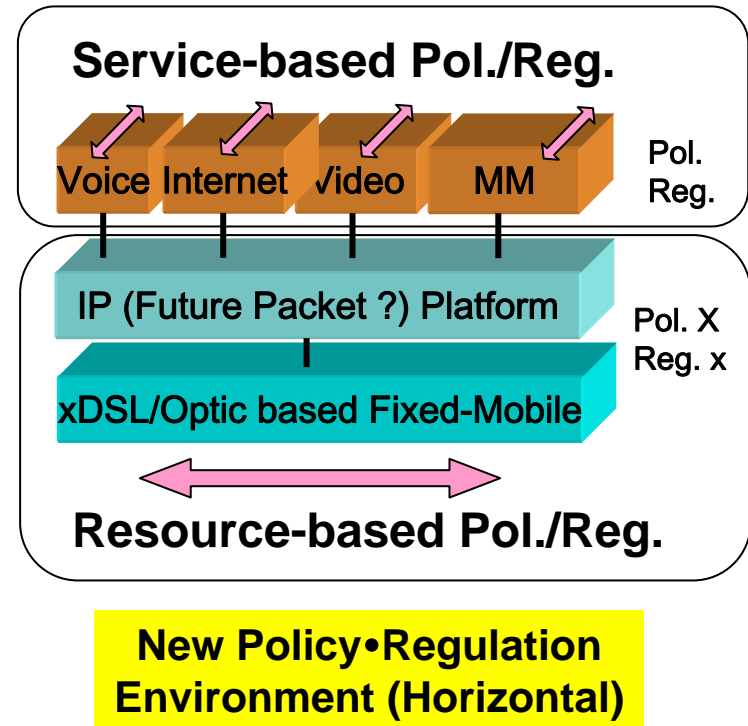 Service-based Pol./Reg.
Voice Internet Video MM
Pol.
Reg.
IP (Future Packet ?) Platform
Pol. X
Reg. x
xDSL/Optic based Fixed-Mobile
Resource-based Pol./Reg.
New Policy•Regulation
Environment (Horizontal)